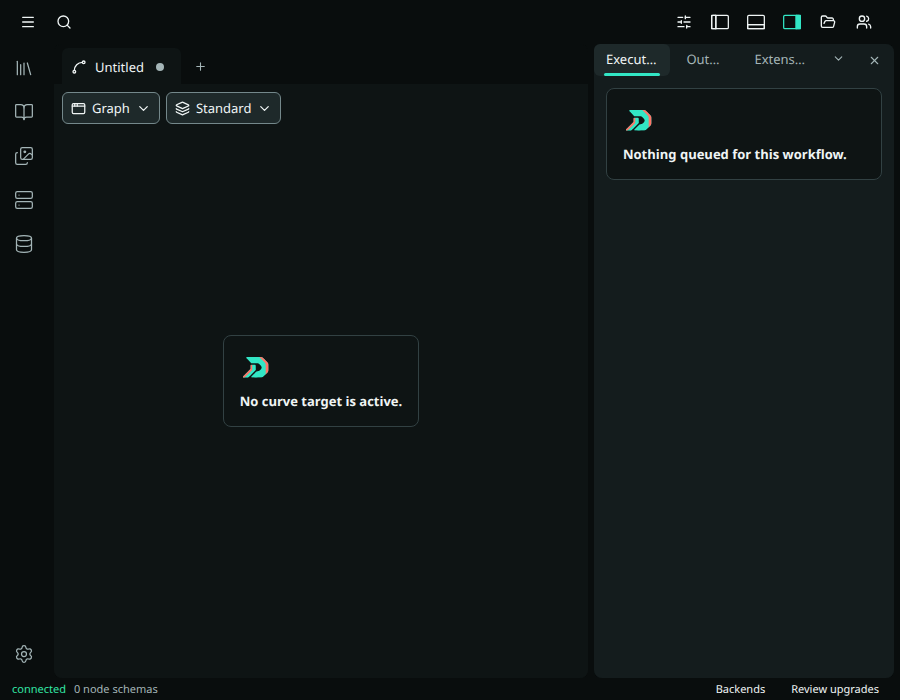 Untitled
Graph
Standard
No curve target is active.
Execut...
Out...
Extens...
Nothing queued for this workflow.
connected
0 node schemas
Backends
Review upgrades